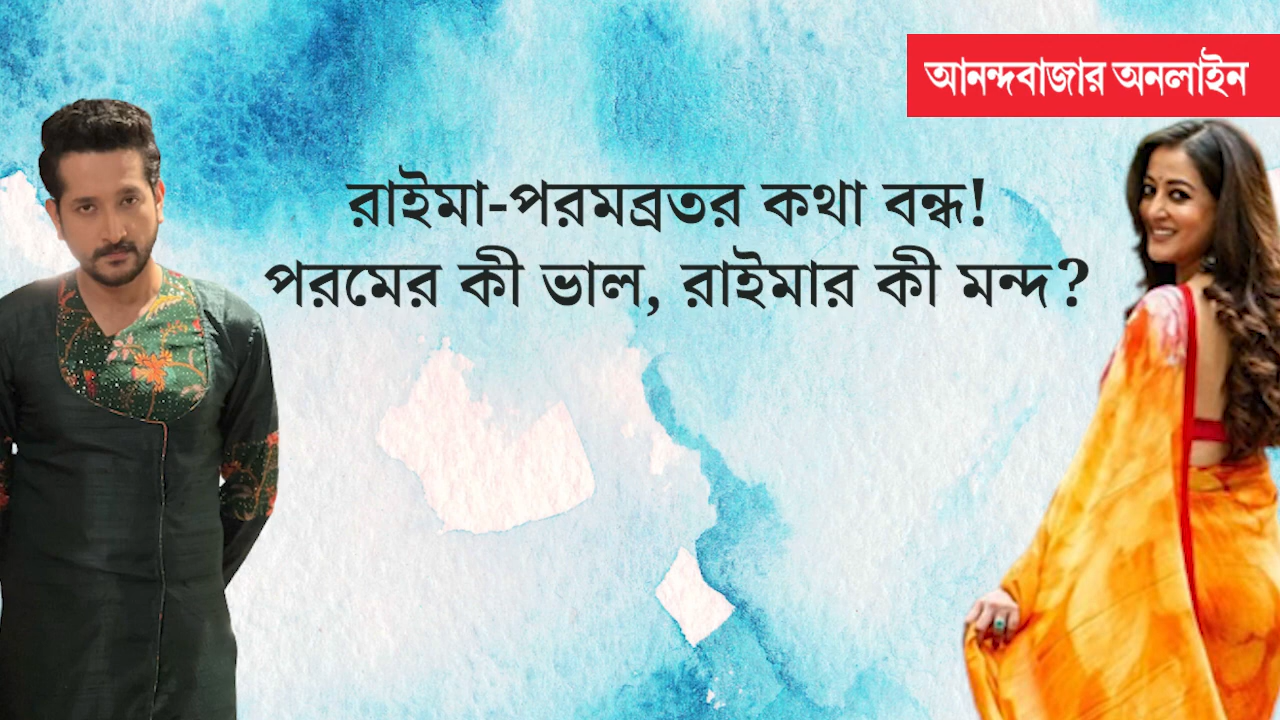 আনন্দবাজার অনলাইন
রাইমা-পরমব্রতর কথা বন্ধ!
পরমের কী ভাল, রাইমার কী মন্দ?